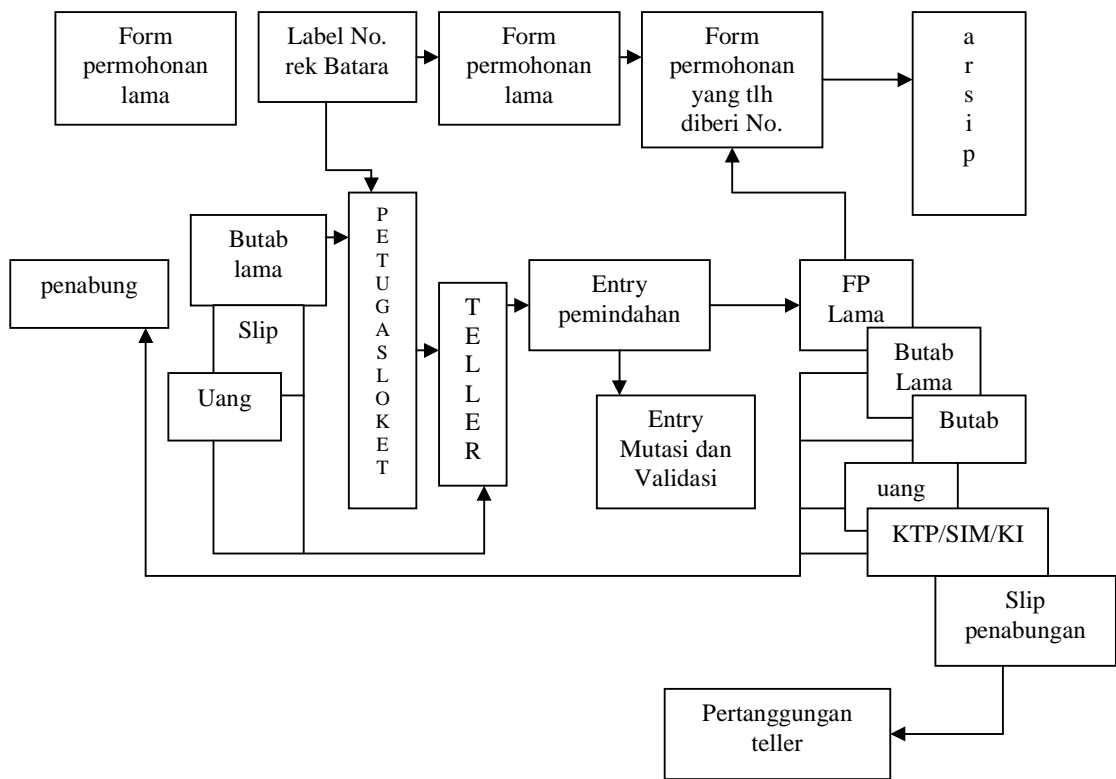 Form
permohonan
lama
Label No.
rek Batara
Form
permohonan
lama
Form
permohonan
yang tlh
diberi No.
a
r
s
i
p
P
E
T
U
G
A
S
L
O
K
E
T
Butab
lama
penabung
Slip
Uang
T
E
L
L
E
R
Entry
pemindahan
Entry
Mutasi dan
Validasi
FP
Lama
Butab
Lama
Butab
uang
KTP/SIM/KI
Slip
penabungan
Pertanggungan
teller